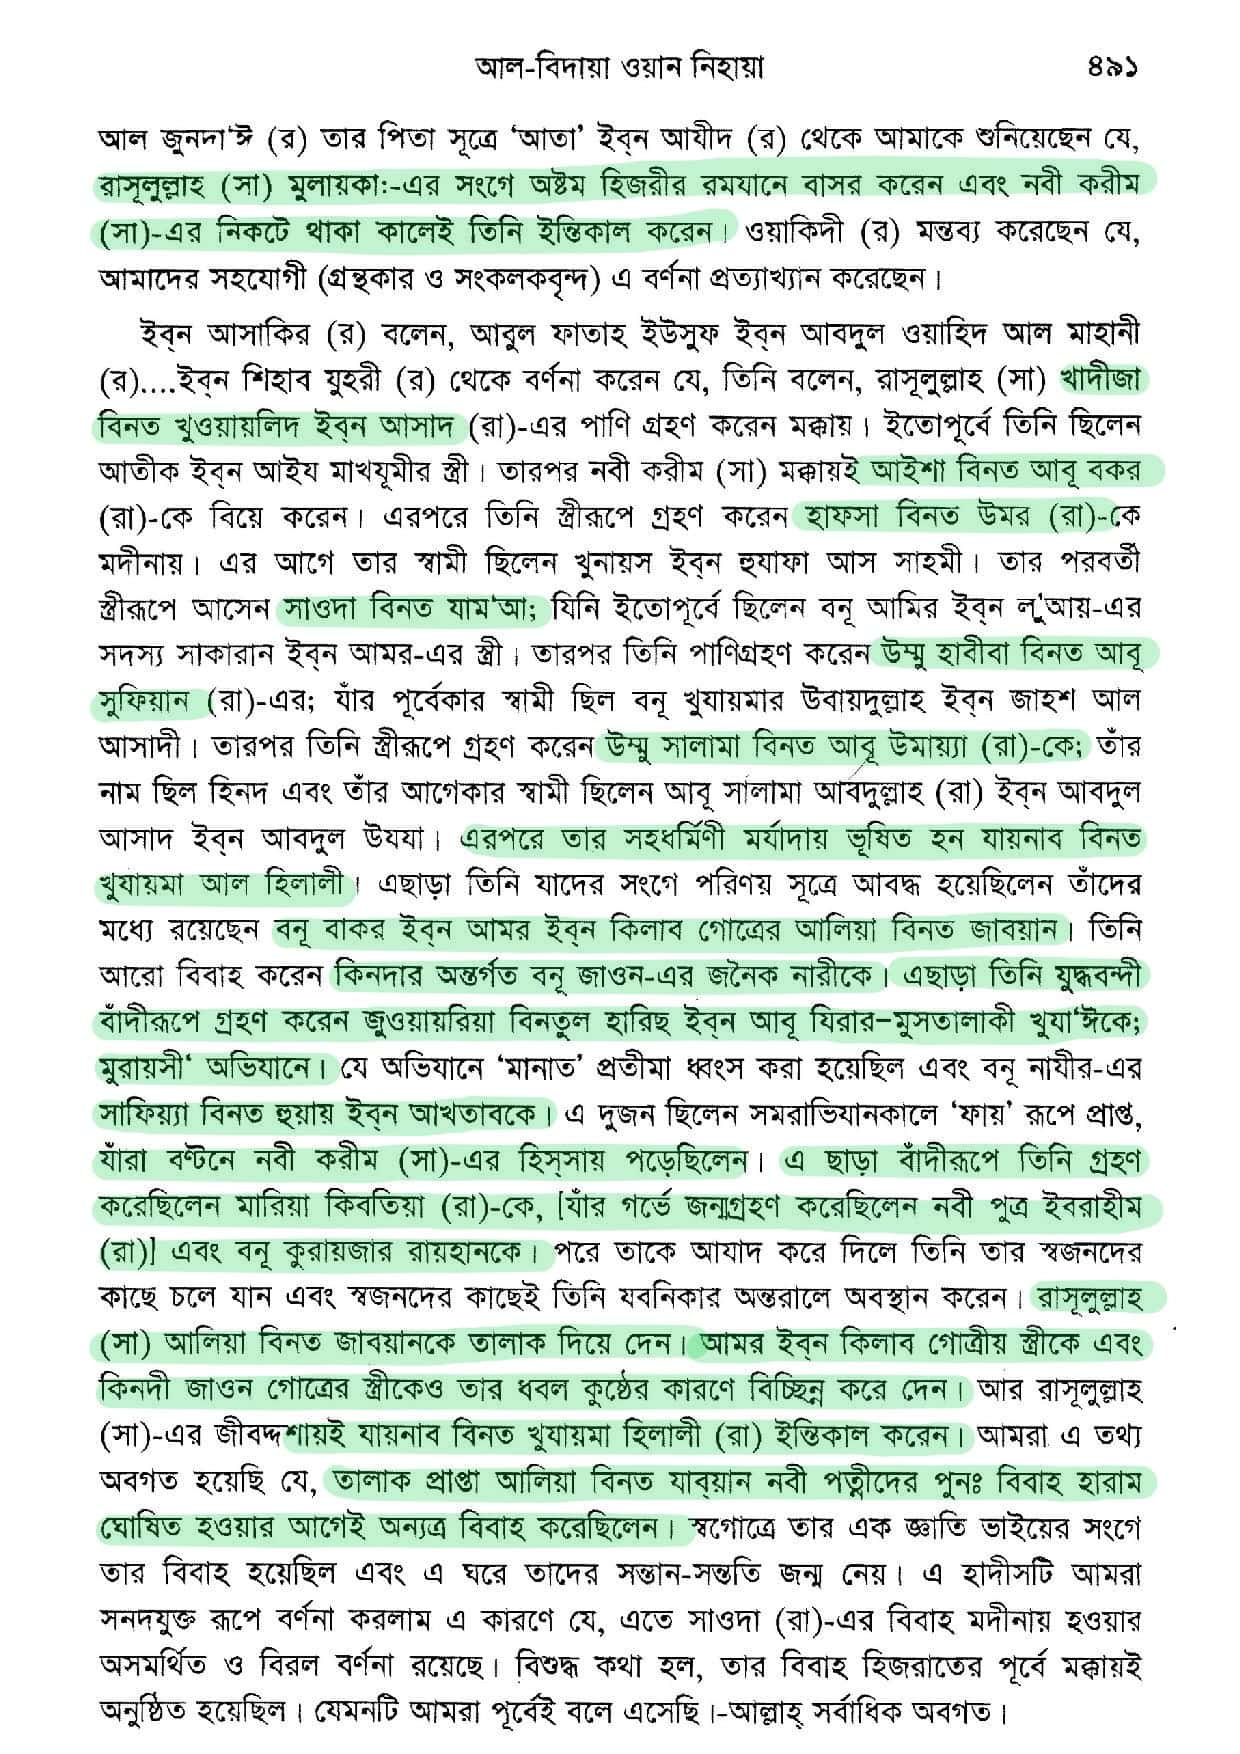 আল-বিদায়া ওয়ান নিহায়া ৪৯১
আল জুনদা‘ঈ (র) তার পিতা সূত্রে ‘আতা’ ইব্‌ন আযীদ (র) থেকে আমাকে শুনিয়েছেন যে,
রাসূলুল্লাহ (সা) মুলায়কা:-এর সংগে অষ্টম হিজরীর রমযানে বাসর করেন এবং নবী করীম
(সা)-এর নিকটে থাকা কালেই তিনি ইন্তিকাল করেন। ওয়াকিদী (র) মন্তব্য করেছেন যে,
আমাদের সহযোগী (গ্রন্থকার ও সংকলকবৃন্দ) এ বর্ণনা প্রত্যাখ্যান করেছেন।
ইব্‌ন আসাকির (র) বলেন, আবুল ফাতাহ ইউসুফ ইব্‌ন আবদুল ওয়াহিদ আল মাহানী
(র)....ইব্‌ন শিহাব যুহরী (র) থেকে বর্ণনা করেন যে, তিনি বলেন, রাসূলুল্লাহ (সা) খাদীজা
বিনত খুওয়ায়লিদ ইব্‌ন আসাদ (রা)-এর পাণি গ্রহণ করেন মক্কায়। ইতোপূর্বে তিনি ছিলেন
আতীক ইব্‌ন আইয মাখযূমীর স্ত্রী। তারপর নবী করীম (সা) মক্কায়ই আইশা বিনত আবূ বকর
(রা)-কে বিয়ে করেন। এরপরে তিনি স্ত্রীরূপে গ্রহণ করেন হাফসা বিনত উমর (রা)-কে
মদীনায়। এর আগে তার স্বামী ছিলেন খুনায়স ইব্‌ন হুযাফা আস সাহমী। তার পরবর্তী
স্ত্রীরূপে আসেন সাওদা বিনত যাম‘আ; যিনি ইতোপূর্বে ছিলেন বনূ আমির ইব্‌ন লু‘আয়-এর
সদস্য সাকারান ইব্‌ন আমর-এর স্ত্রী। তারপর তিনি পাণিগ্রহণ করেন উম্মু হাবীবা বিনত আবূ
সুফিয়ান (রা)-এর; যাঁর পূর্বেকার স্বামী ছিল বনূ খুযায়মার উবায়দুল্লাহ ইব্‌ন জাহশ আল
আসাদী। তারপর তিনি স্ত্রীরূপে গ্রহণ করেন উম্মু সালামা বিনত আবূ উমায়্যা (রা)-কে; তাঁর
নাম ছিল হিনদ এবং তাঁর আগেকার স্বামী ছিলেন আবূ সালামা আবদুল্লাহ (রা) ইব্‌ন আবদুল
আসাদ ইব্‌ন আবদুল উযযা। এরপরে তার সহধর্মিণী মর্যাদায় ভূষিত হন যায়নাব বিনত
খুযায়মা আল হিলালী। এছাড়া তিনি যাদের সংগে পরিণয় সূত্রে আবদ্ধ হয়েছিলেন তাঁদের
মধ্যে রয়েছেন বনূ বাকর ইব্‌ন আমর ইব্‌ন কিলাব গোত্রের আলিয়া বিনত জাবয়ান। তিনি
আরো বিবাহ করেন কিনদার অন্তর্গত বনূ জাওন-এর জনৈক নারীকে। এছাড়া তিনি যুদ্ধবন্দী
বাঁদীরূপে গ্রহণ করেন জুওয়ায়রিয়া বিনতুল হারিছ ইব্‌ন আবূ যিরার–মুসতালাকী খুযা‘ঈকে;
মুরায়সী‘ অভিযানে। যে অভিযানে ‘মানাত’ প্রতীমা ধ্বংস করা হয়েছিল এবং বনূ নাযীর-এর
সাফিয়্যা বিনত হুয়ায় ইব্‌ন আখতাবকে। এ দুজন ছিলেন সমরাভিযানকালে ‘ফায়’ রূপে প্রাপ্ত,
যাঁরা বণ্টনে নবী করীম (সা)-এর হিস্‌সায় পড়েছিলেন। এ ছাড়া বাঁদীরূপে তিনি গ্রহণ
করেছিলেন মারিয়া কিবতিয়া (রা)-কে, [যাঁর গর্ভে জন্মগ্রহণ করেছিলেন নবী পুত্র ইবরাহীম
(রা)] এবং বনূ কুরায়জার রায়হানকে। পরে তাকে আযাদ করে দিলে তিনি তার স্বজনদের
কাছে চলে যান এবং স্বজনদের কাছেই তিনি যবনিকার অন্তরালে অবস্থান করেন। রাসূলুল্লাহ
(সা) আলিয়া বিনত জাবয়ানকে তালাক দিয়ে দেন। আমর ইব্‌ন কিলাব গোত্রীয় স্ত্রীকে এবং
কিনদী জাওন গোত্রের স্ত্রীকেও তার ধবল কুষ্ঠের কারণে বিচ্ছিন্ন করে দেন। আর রাসূলুল্লাহ
(সা)-এর জীবদ্দশায়ই যায়নাব বিনত খুযায়মা হিলালী (রা) ইন্তিকাল করেন। আমরা এ তথ্য
অবগত হয়েছি যে, তালাক প্রাপ্তা আলিয়া বিনত যাব্‌য়ান নবী পত্নীদের পুনঃ বিবাহ হারাম
ঘোষিত হওয়ার আগেই অন্যত্র বিবাহ করেছিলেন। স্বগোত্রে তার এক জ্ঞাতি ভাইয়ের সংগে
তার বিবাহ হয়েছিল এবং এ ঘরে তাদের সন্তান-সন্ততি জন্ম নেয়। এ হাদীসটি আমরা
সনদযুক্ত রূপে বর্ণনা করলাম এ কারণে যে, এতে সাওদা (রা)-এর বিবাহ মদীনায় হওয়ার
অসমর্থিত ও বিরল বর্ণনা রয়েছে। বিশুদ্ধ কথা হল, তার বিবাহ হিজরাতের পূর্বে মক্কায়ই
অনুষ্ঠিত হয়েছিল। যেমনটি আমরা পূর্বেই বলে এসেছি।-আল্লাহ্ সর্বাধিক অবগত।